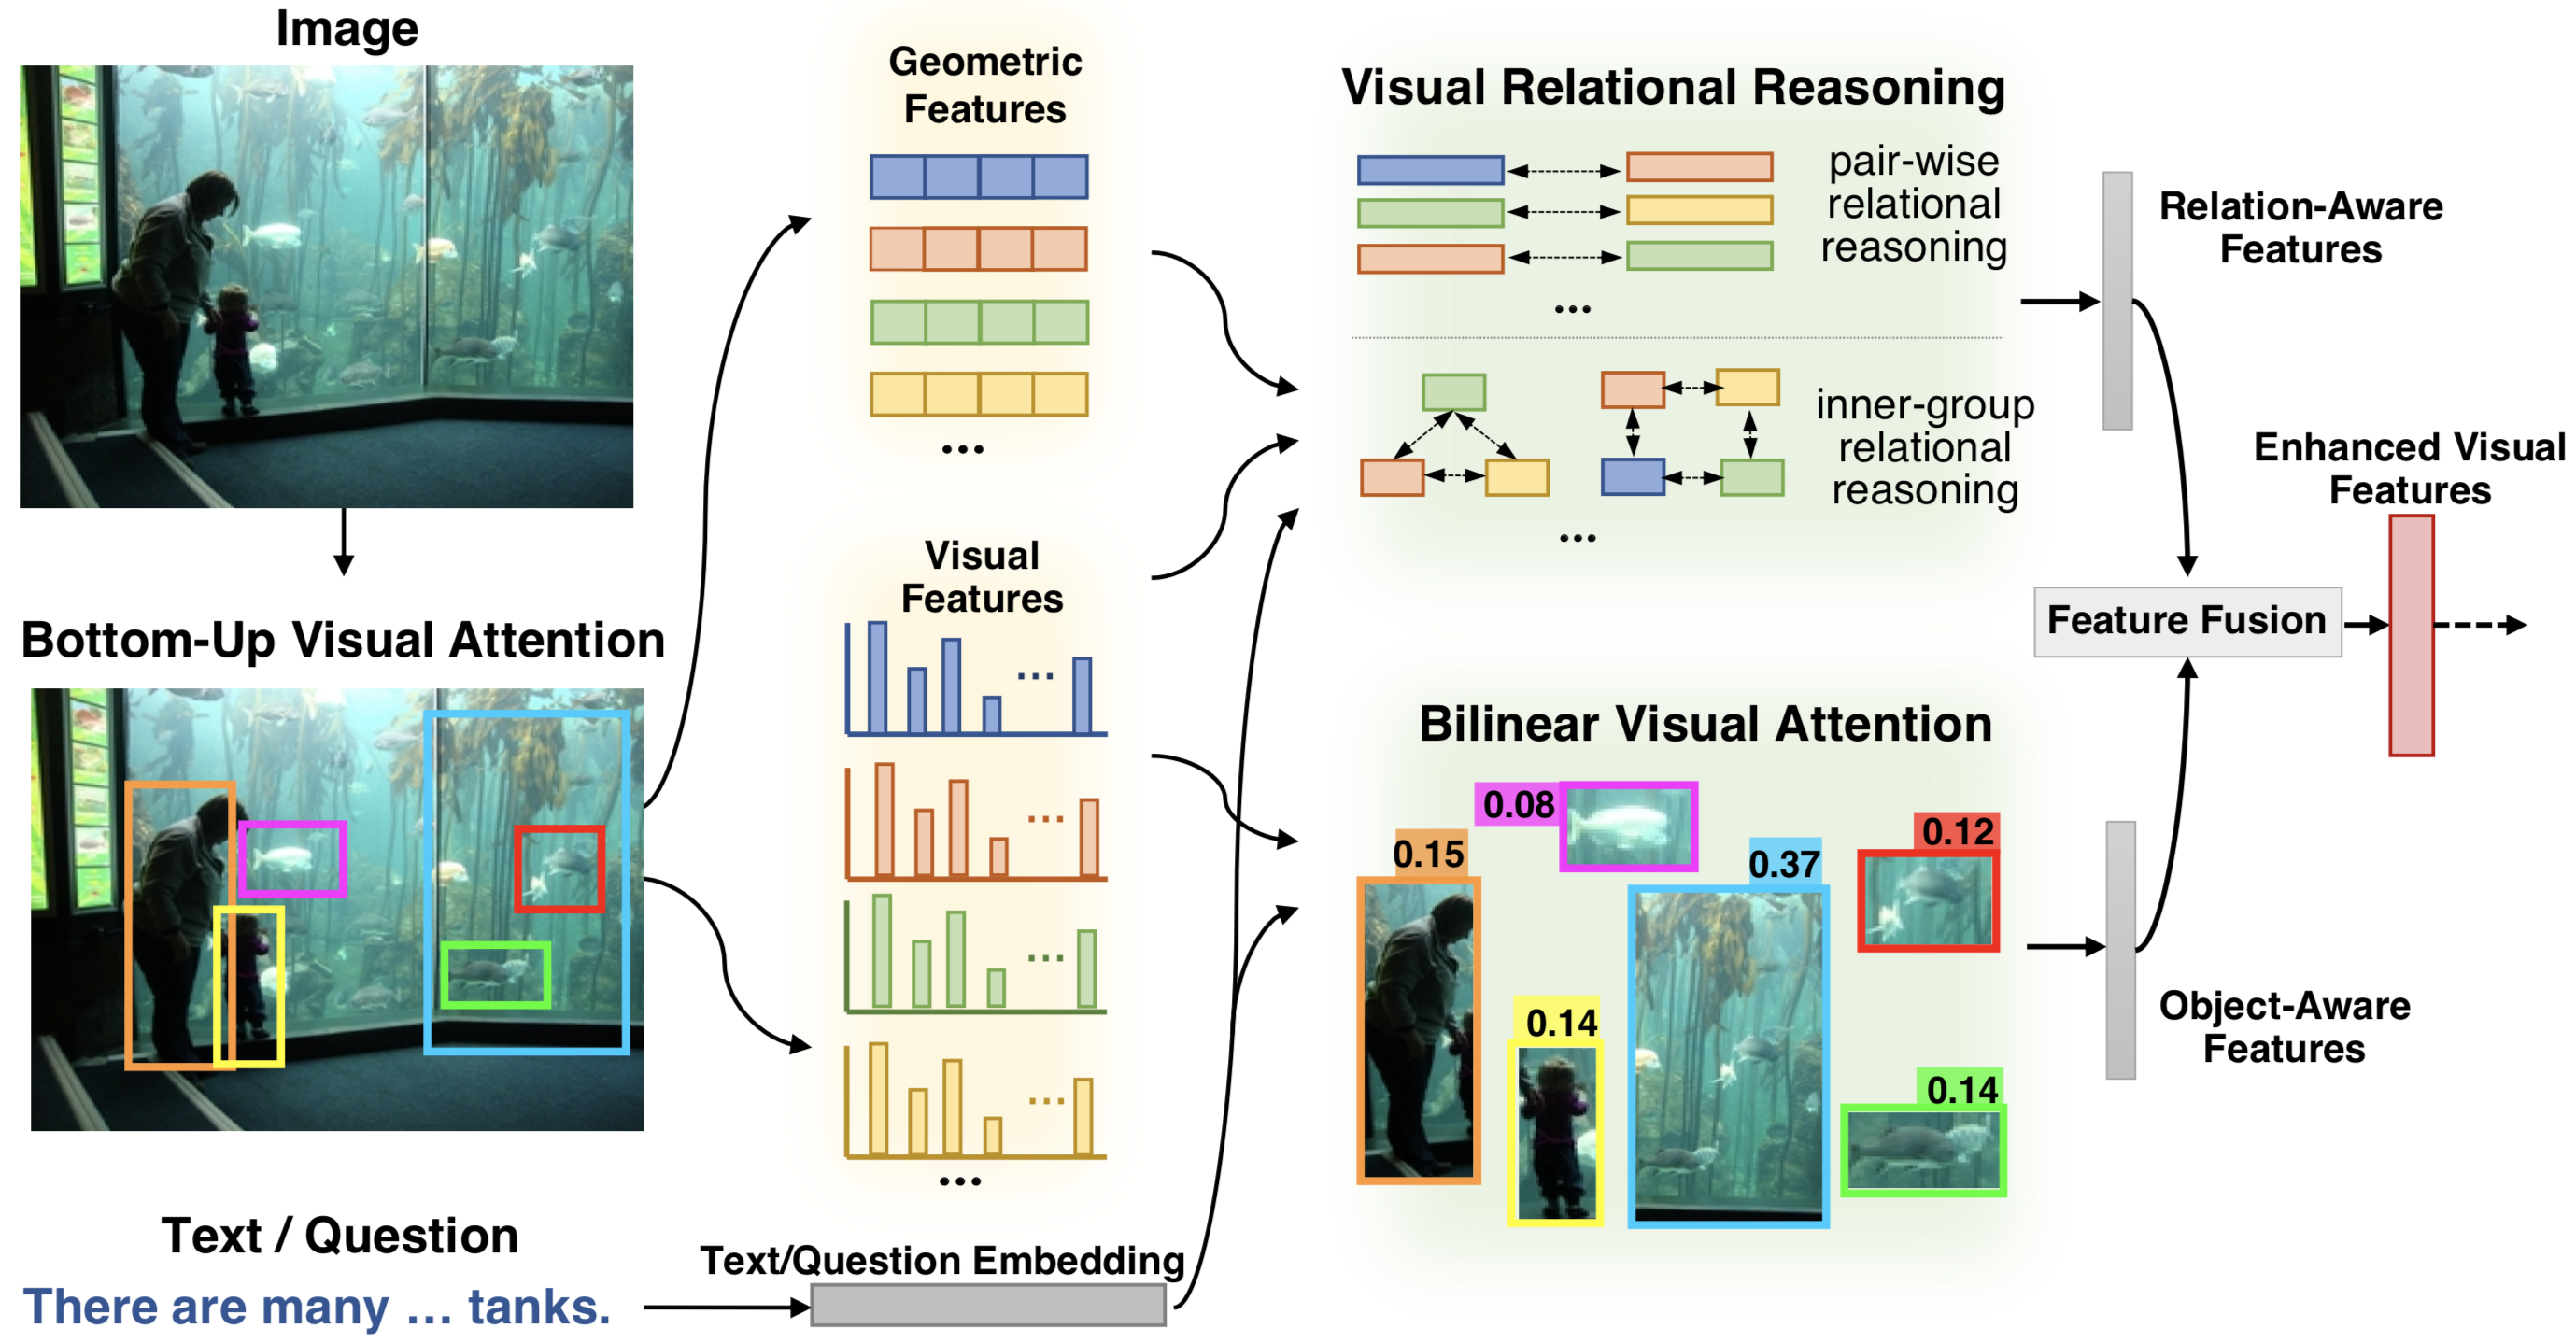 Image
Bottom-Up Visual Attention
Text / Question
There are many ... tanks.
Geometric
Features
...
Visual
Features
...
...
...
...
...
Text/Question Embedding
Visual Relational Reasoning
pair-wise
relational
reasoning
...
inner-group
relational
reasoning
...
Bilinear Visual Attention
0.08
0.15
0.37
0.12
0.14
0.14
Relation-Aware
Features
Enhanced Visual
Features
Feature Fusion
Object-Aware
Features